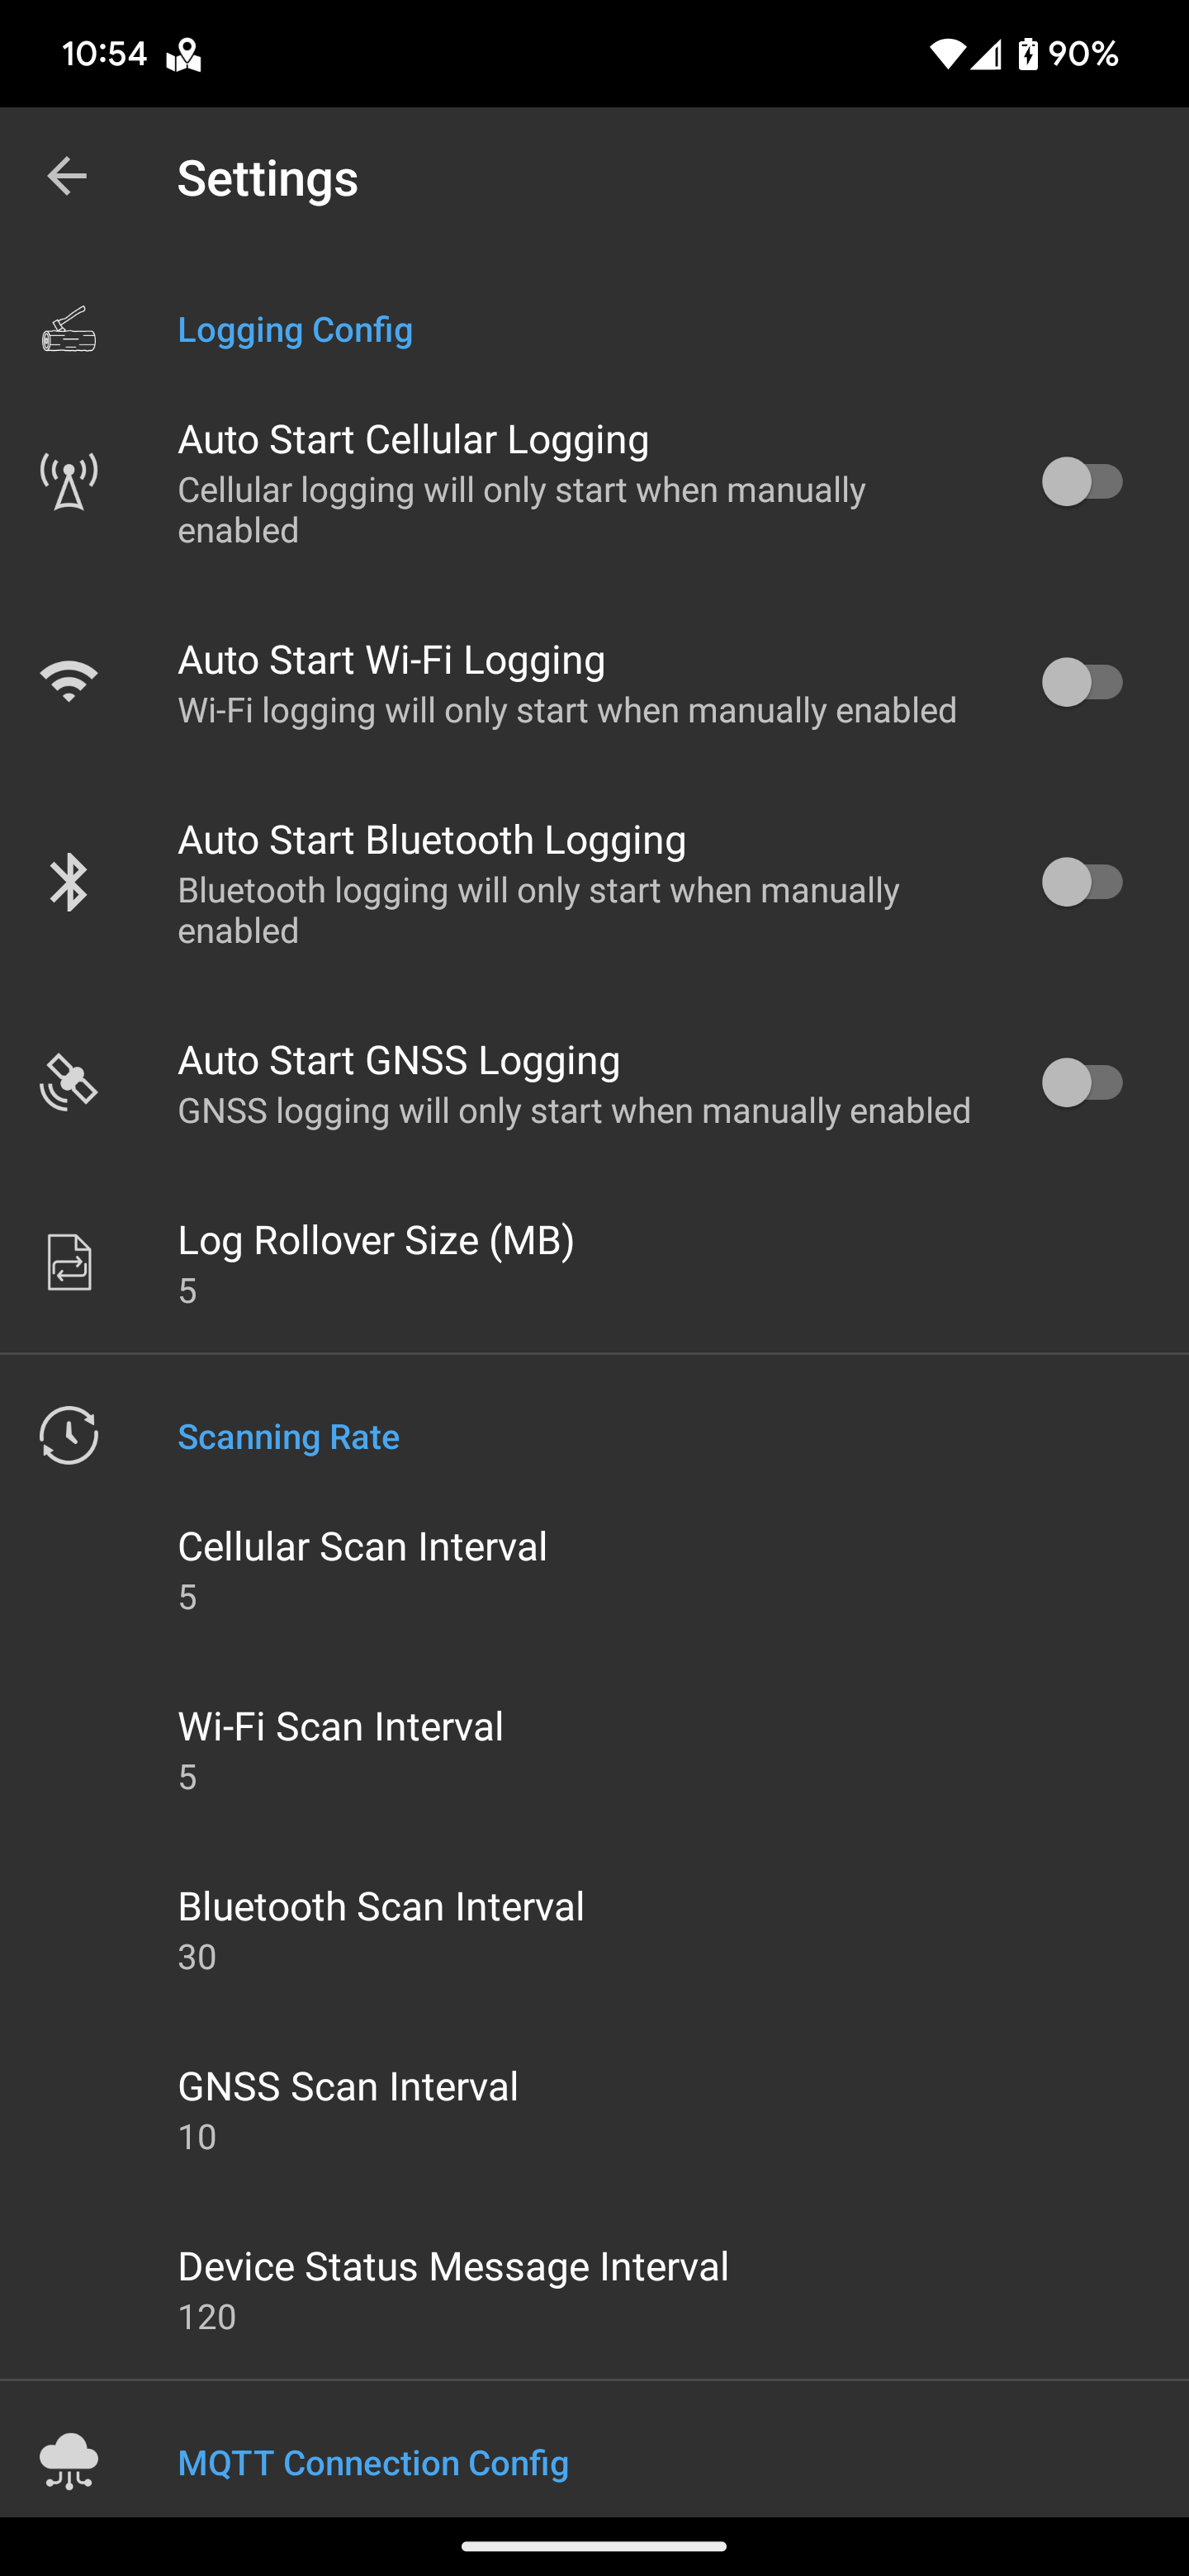 10:54
90%
Settings
Logging Config
Auto Start Cellular Logging
Cellular logging will only start when manually
enabled
Auto Start Wi-Fi Logging
Wi-Fi logging will only start when manually enabled
Auto Start Bluetooth Logging
Bluetooth logging will only start when manually
enabled
Auto Start GNSS Logging
GNSS logging will only start when manually enabled
Log Rollover Size (MB)
5
Scanning Rate
Cellular Scan Interval
5
Wi-Fi Scan Interval
5
Bluetooth Scan Interval
30
GNSS Scan Interval
10
Device Status Message Interval
120
MQTT Connection Config